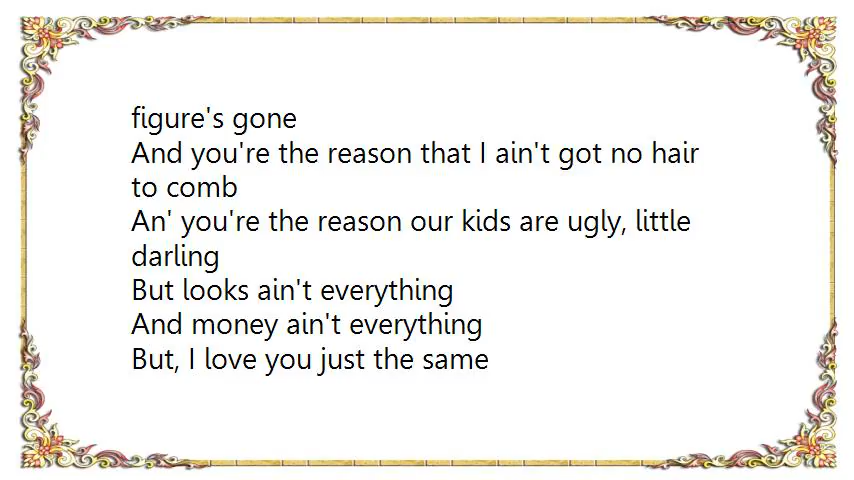 figure's gone
And you're the reason that I ain't got no hair
to comb
An' you're the reason our kids are ugly, little
darling
But looks ain't everything
And money ain't everything
But, I love you just the same